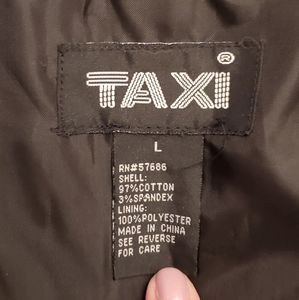 TAXI ®
L
RN#57686
SHELL:
97%COTTON
3%SPANDEX
LINING:
100%POLYESTER
MADE IN CHINA
SEE REVERSE
FOR CARE